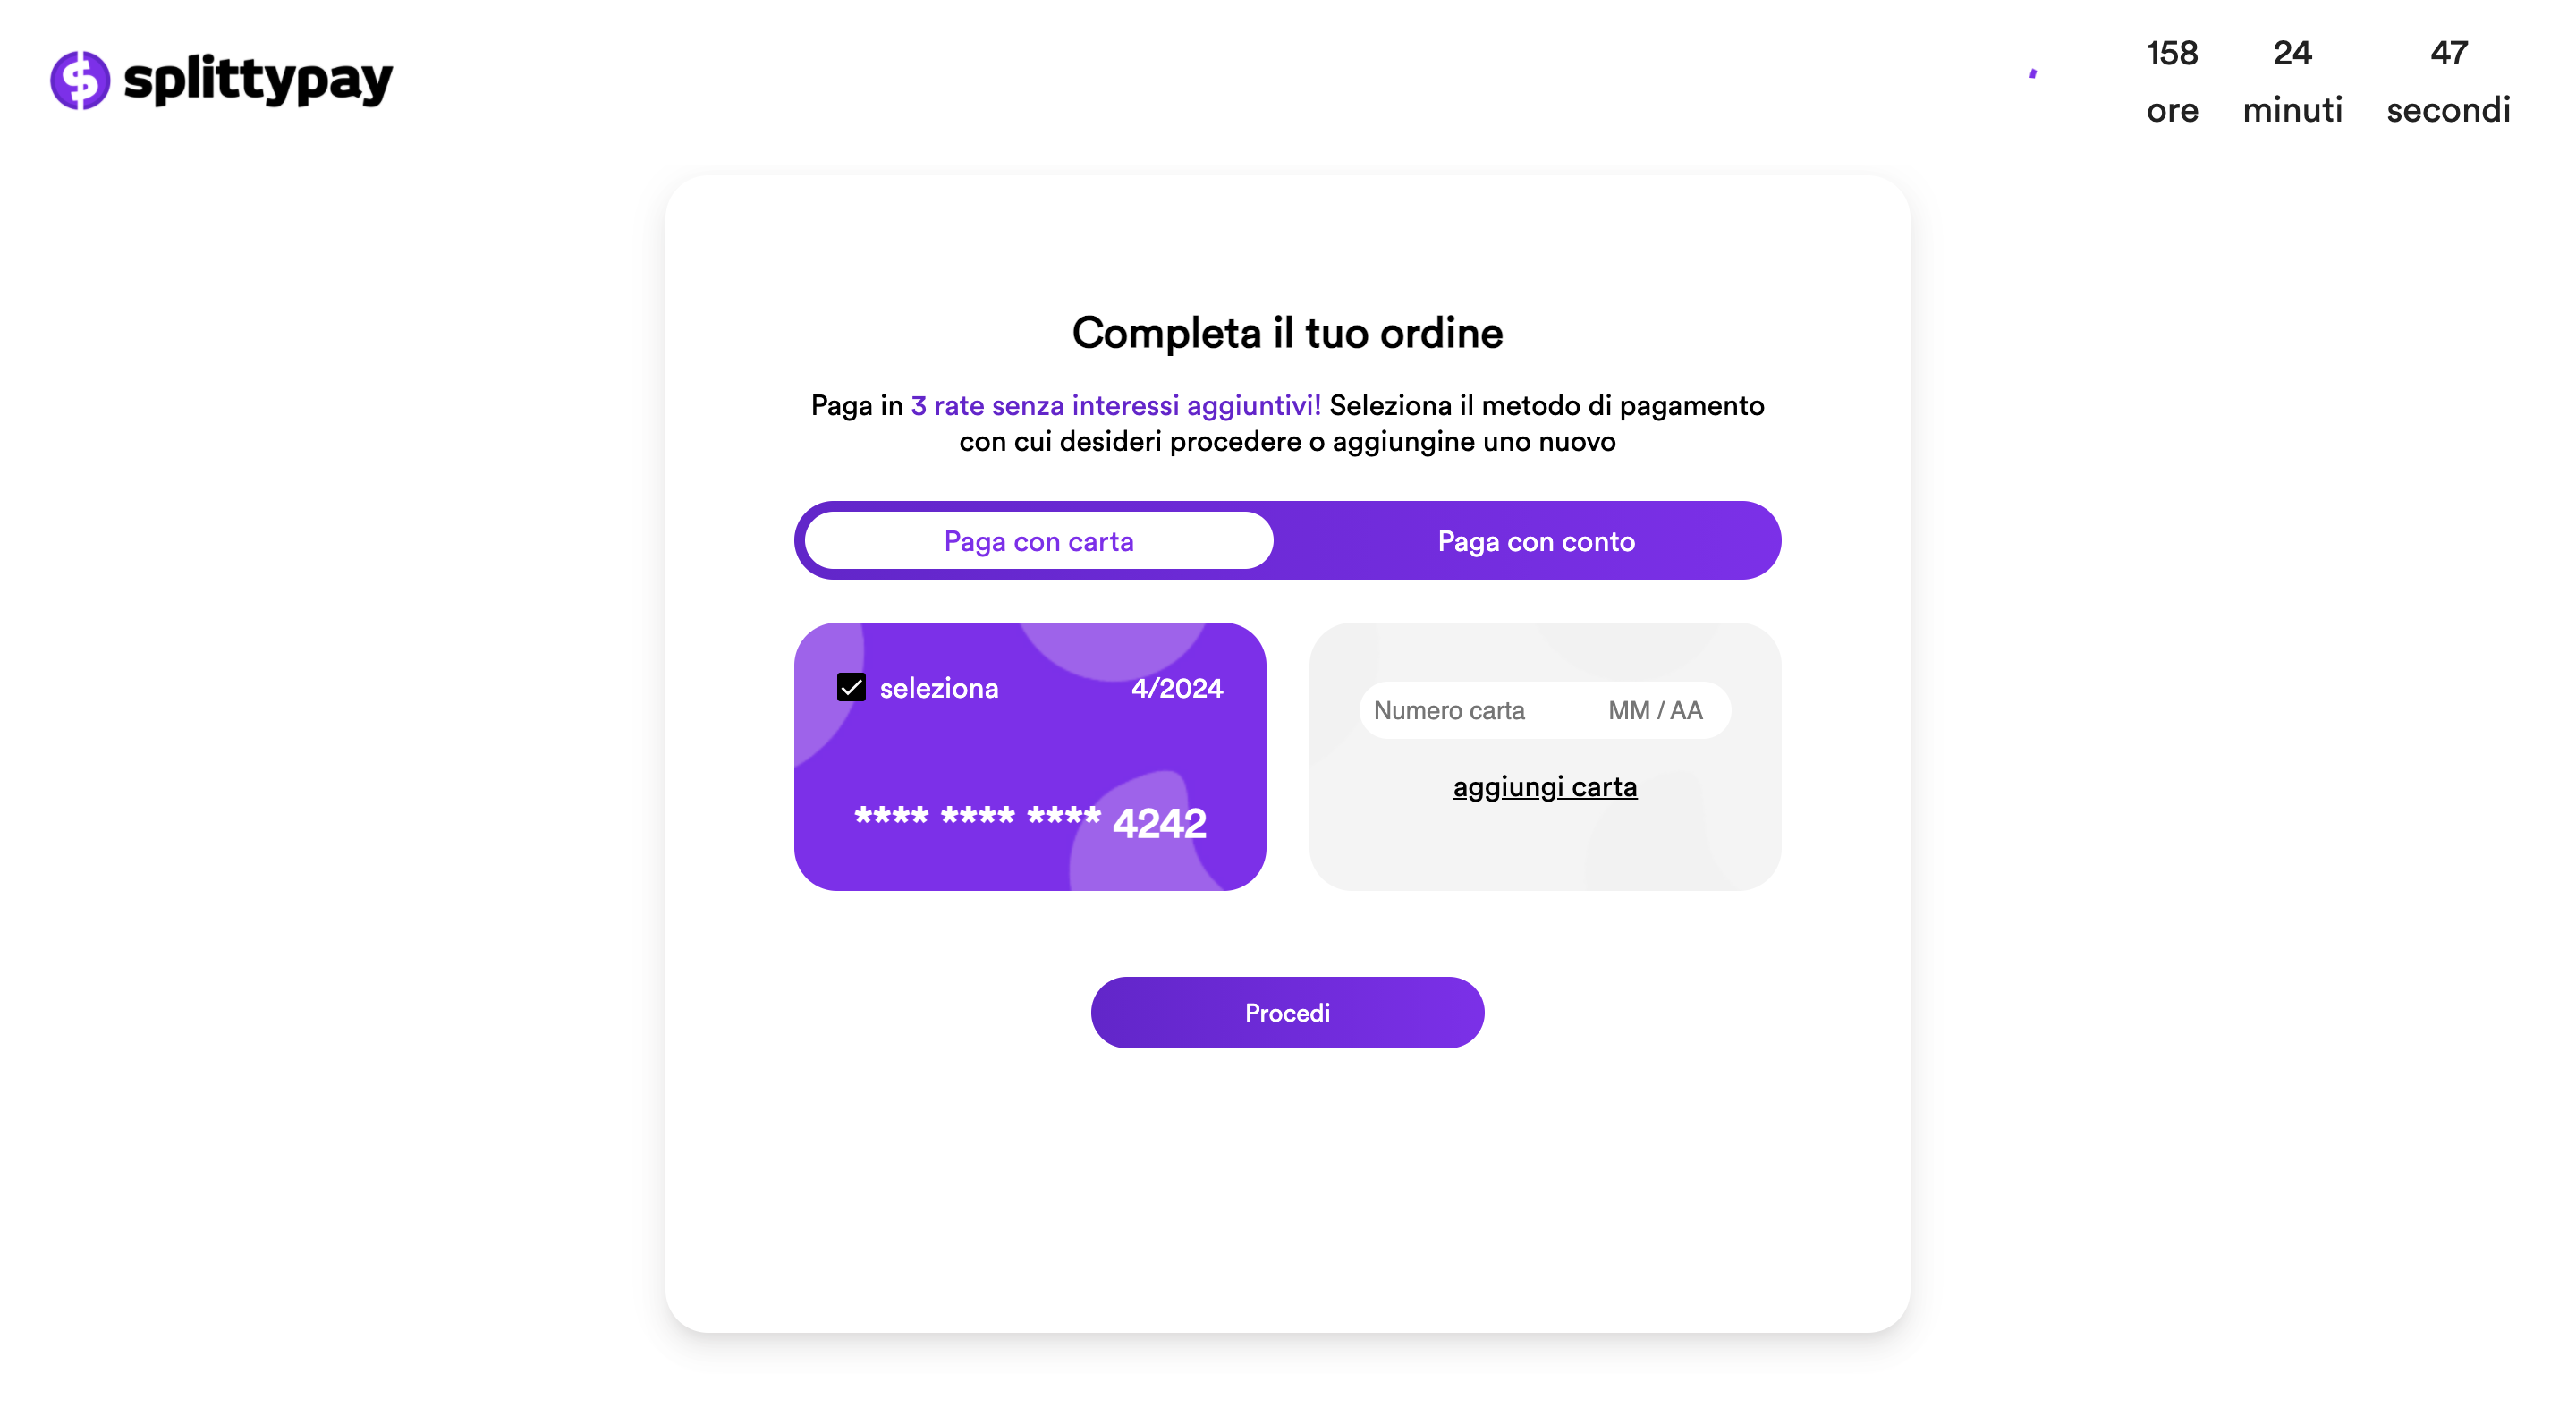 splittypay
158 24 47
ore minuti secondi
Completa il tuo ordine
Paga in 3 rate senza interessi aggiuntivi! Seleziona il metodo di pagamento
con cui desideri procedere o aggiungine uno nuovo
Paga con carta Paga con conto
seleziona 4/2024
**** **** **** 4242
Numero carta MM / AA
aggiungi carta
Procedi